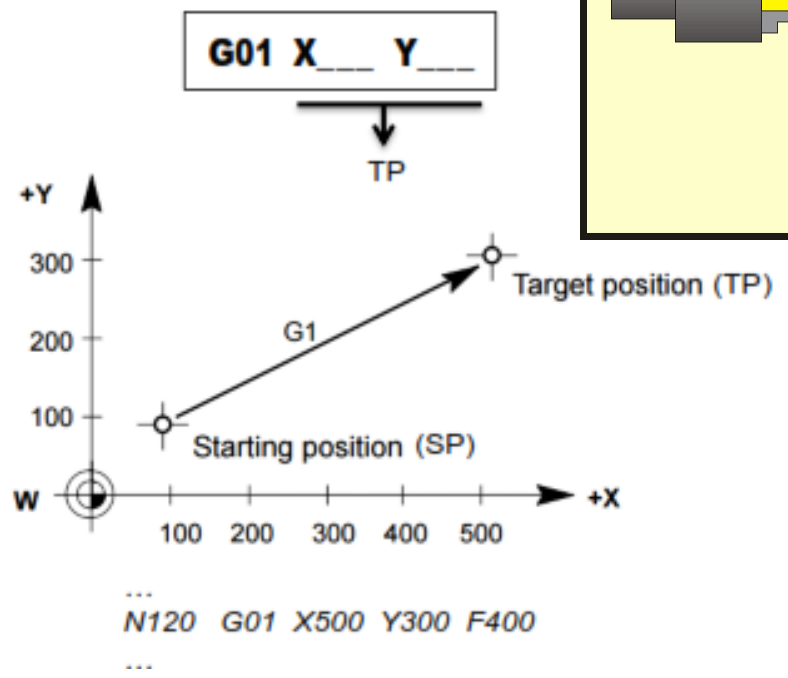 G01 X___ Y___
TP
+Y
300
Target position (TP)
G1
200
100
Starting position (SP)
W
+X
100 200 300 400 500
...
N120 G01 X500 Y300 F400
...